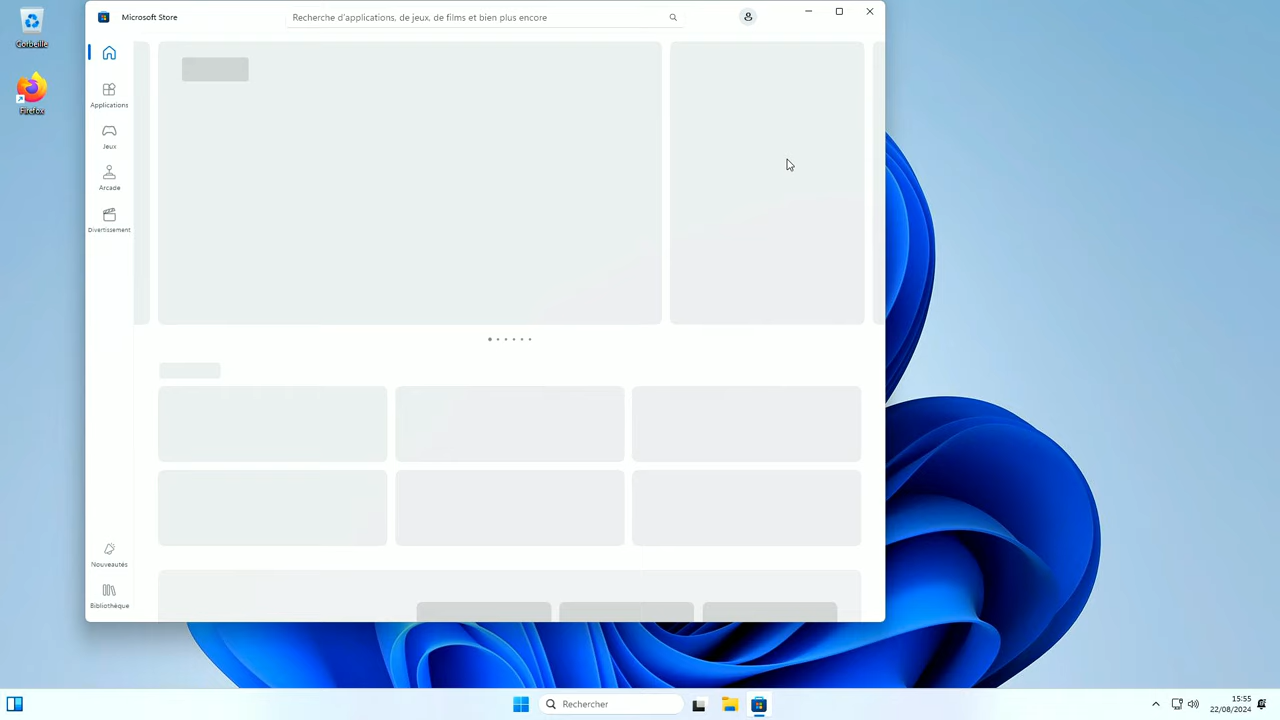 Corbeille
Firefox
Microsoft Store
Recherche d'applications, de jeux, de films et bien plus encore
Applications
Jeux
Arcade
Divertissement
Nouveautés
Bibliothèque
Rechercher
15:55
22/08/2024